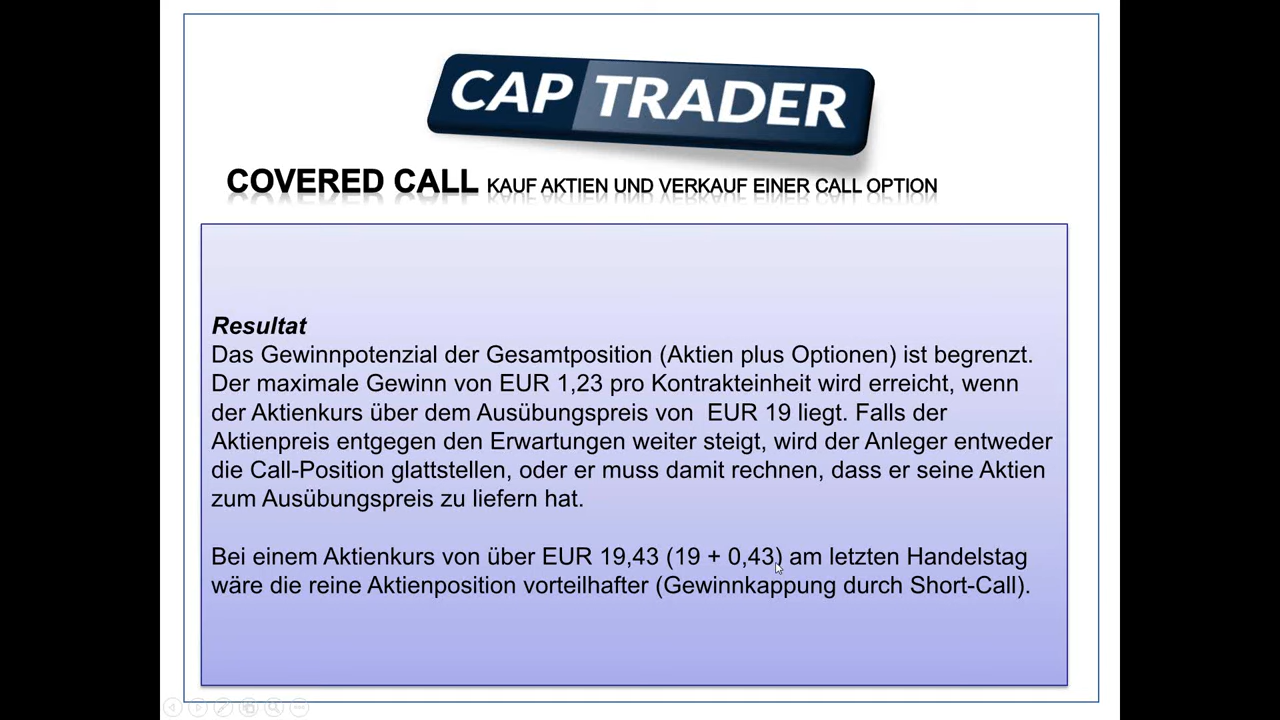 CAP TRADER
COVERED CALL KAUF AKTIEN UND VERKAUF EINER CALL OPTION
Resultat
Das Gewinnpotenzial der Gesamtposition (Aktien plus Optionen) ist begrenzt.
Der maximale Gewinn von EUR 1,23 pro Kontrakteinheit wird erreicht, wenn
der Aktienkurs über dem Ausübungspreis von  EUR 19 liegt. Falls der
Aktienpreis entgegen den Erwartungen weiter steigt, wird der Anleger entweder
die Call-Position glattstellen, oder er muss damit rechnen, dass er seine Aktien
zum Ausübungspreis zu liefern hat.
Bei einem Aktienkurs von über EUR 19,43 (19 + 0,43) am letzten Handelstag
wäre die reine Aktienposition vorteilhafter (Gewinnkappung durch Short-Call).